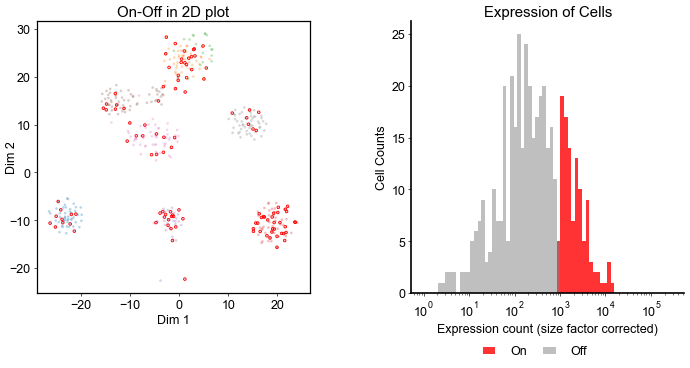 On-Off in 2D plot
Dim 2
30
20
10
0
−10
−20
−20
−10
0
10
20
Dim 1
Expression of Cells
Cell Counts
25
20
15
10
5
0
10^0
10^1
10^2
10^3
10^4
10^5
Expression count (size factor corrected)
On
Off